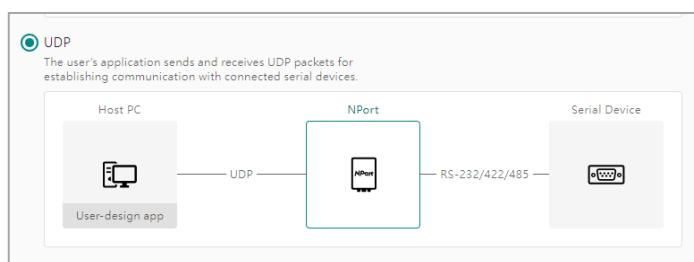 UDP
The user's application sends and receives UDP packets for
establishing communication with connected serial devices.
Host PC
NPort
Serial Device
UDP
NPort
RS-232/422/485
User-design app